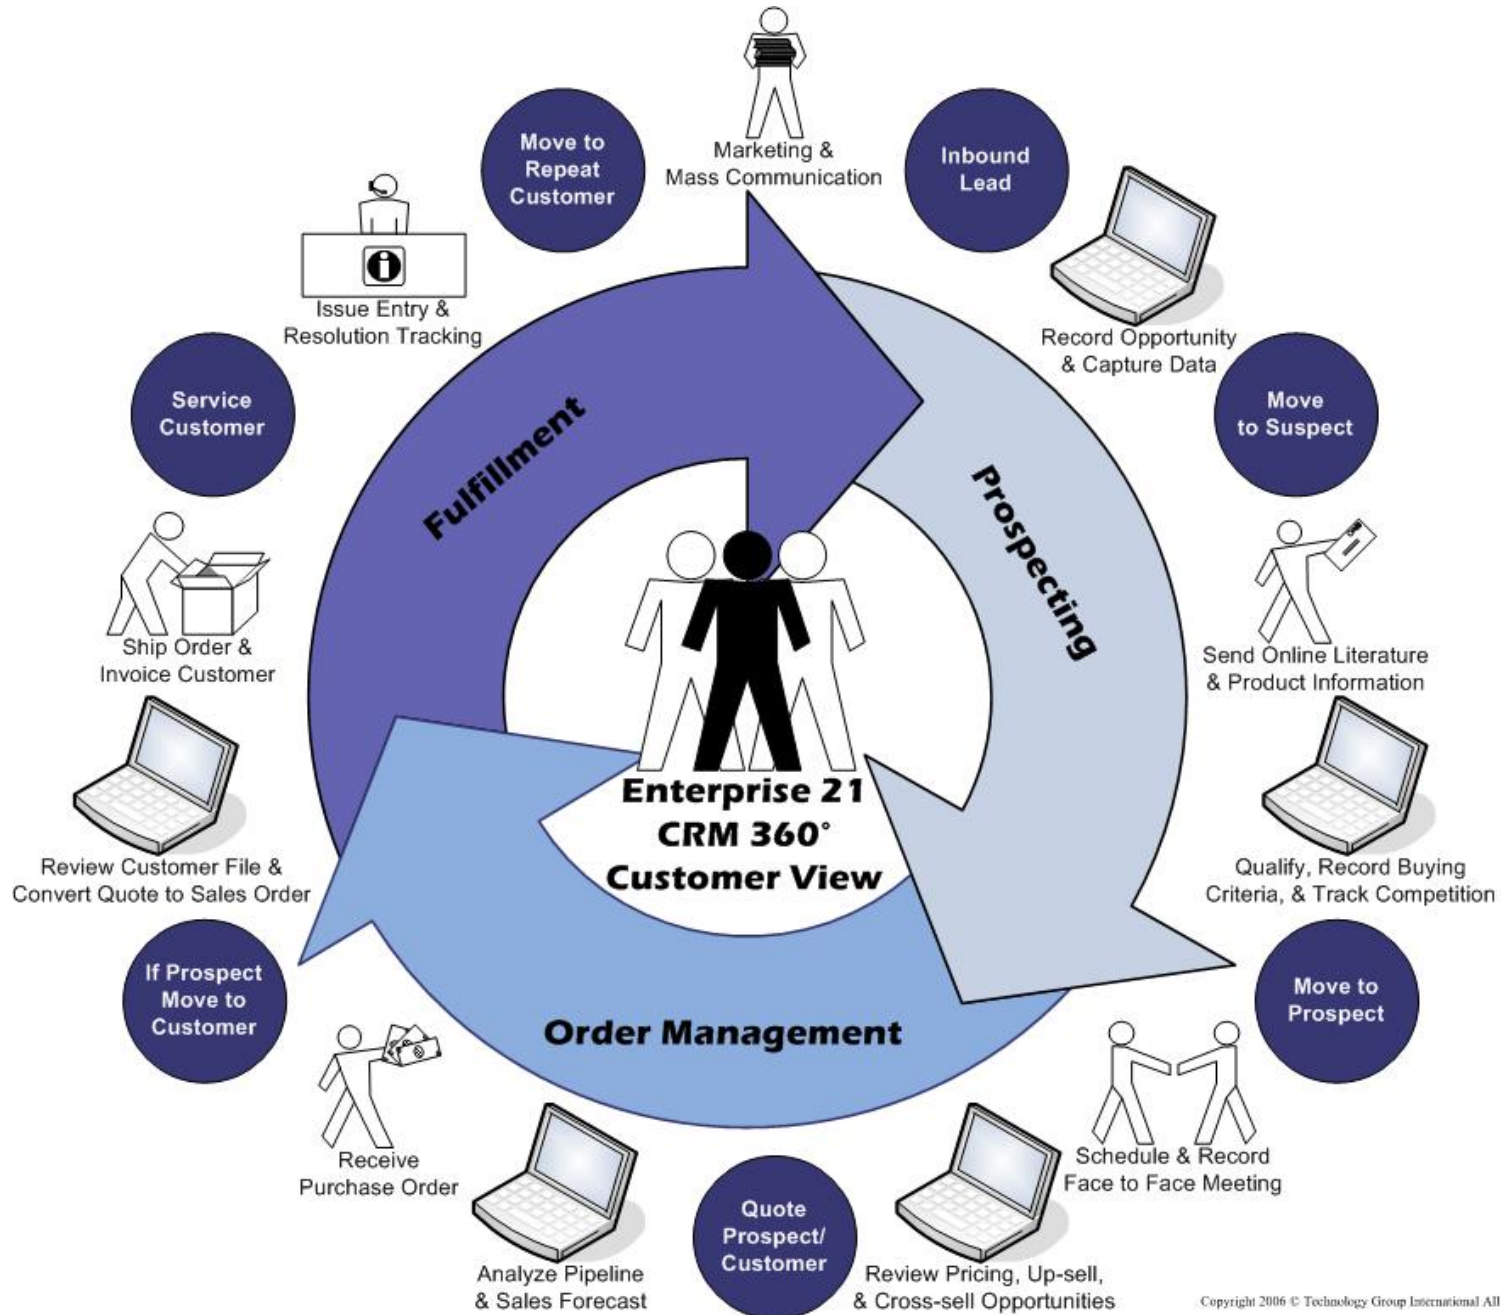 Marketing &
Mass Communication
Inbound
Lead
Record Opportunity
& Capture Data
Move
to Suspect
Send Online Literature
& Product Information
Qualify, Record Buying
Criteria, & Track Competition
Move to
Prospect
Schedule & Record
Face to Face Meeting
Review Pricing, Up-sell,
& Cross-sell Opportunities
Quote
Prospect/
Customer
Analyze Pipeline
& Sales Forecast
Receive
Purchase Order
If Prospect
Move to
Customer
Review Customer File &
Convert Quote to Sales Order
Ship Order &
Invoice Customer
Service
Customer
Issue Entry &
Resolution Tracking
Move to
Repeat
Customer
Fulfillment
Prospecting
Order Management
Enterprise 21
CRM 360°
Customer View
Copyright 2006 © Technology Group International All